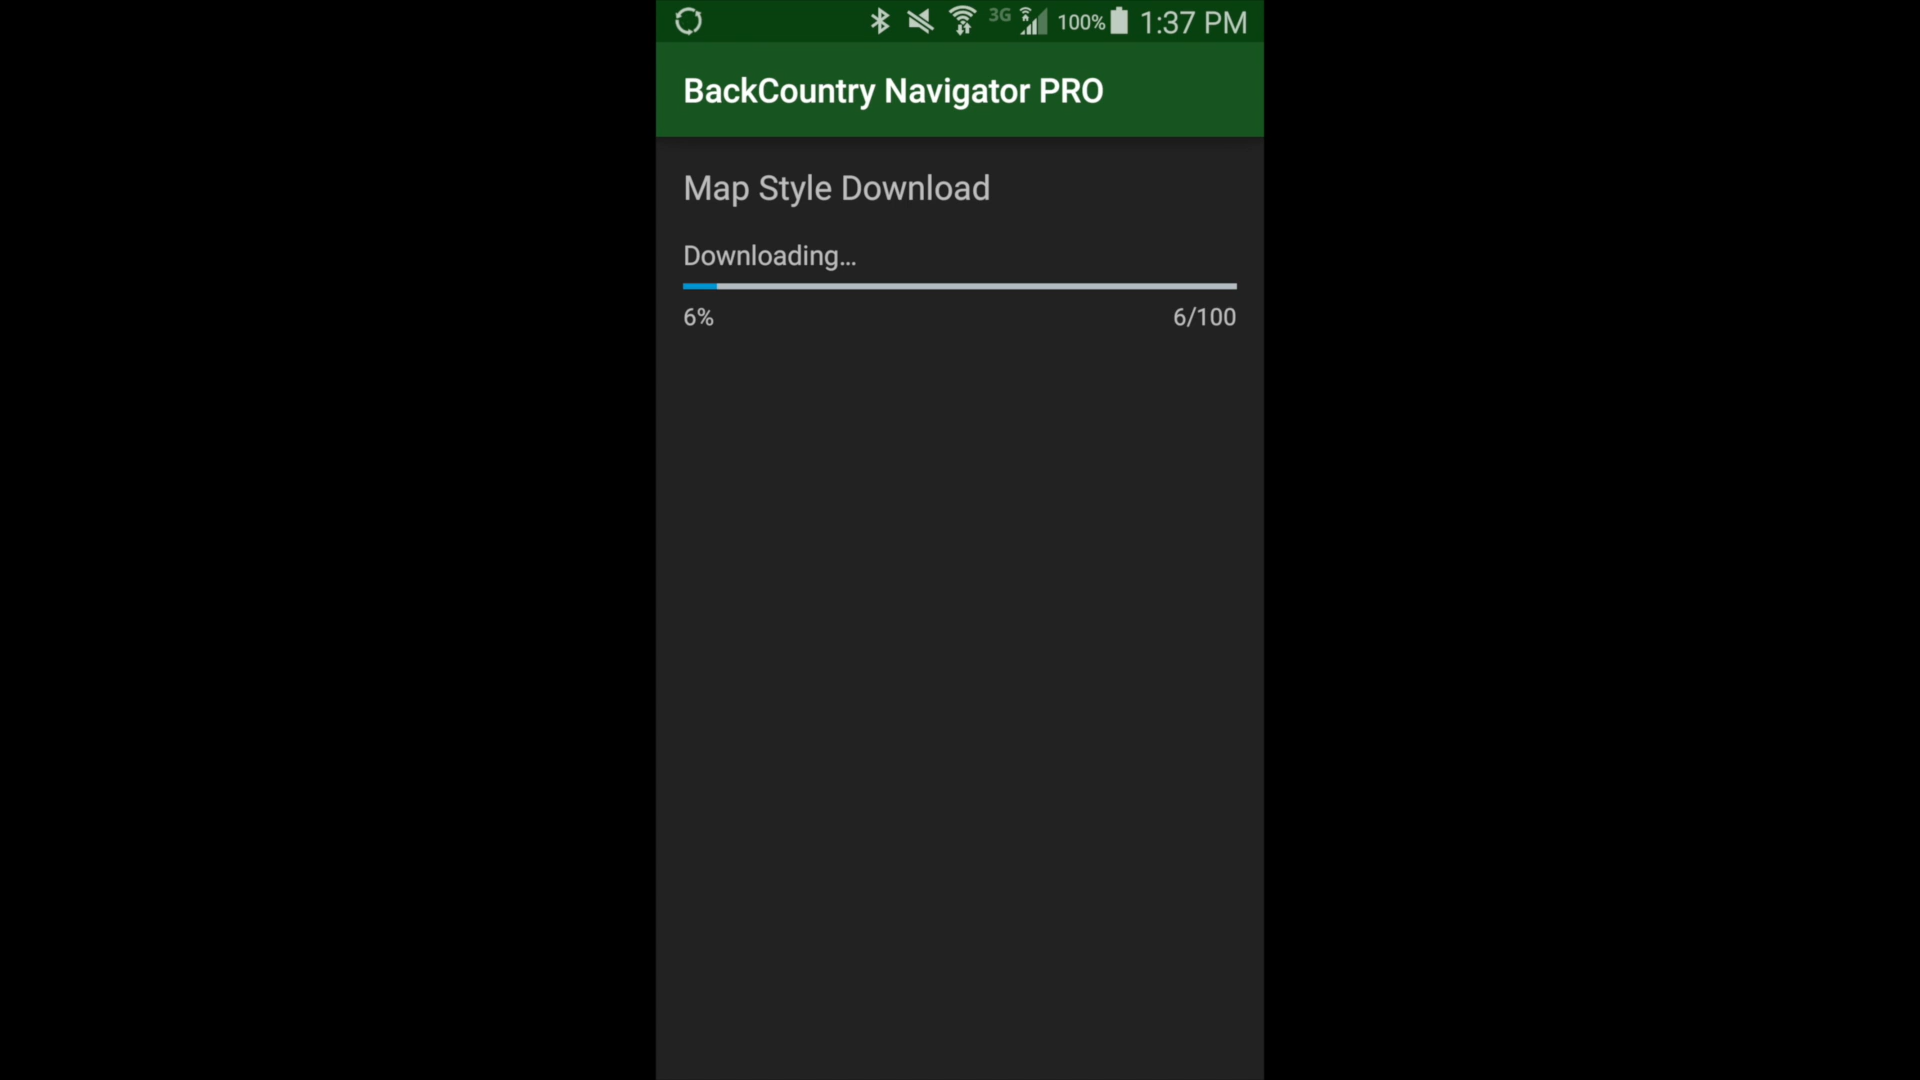 3G 100% 1:37 PM
BackCountry Navigator PRO
Map Style Download
Downloading...
6% 6/100